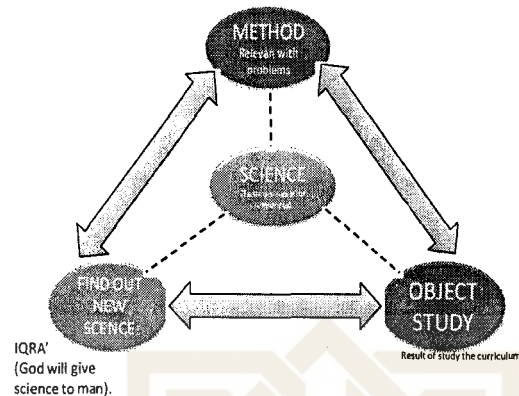 METHOD
Relevan with
problems
SCIENCE
FIND OUT
NEW
SCENCE
OBJECT
STUDY
IQRA'
(God will give
science to man).
Result of study the curriculum